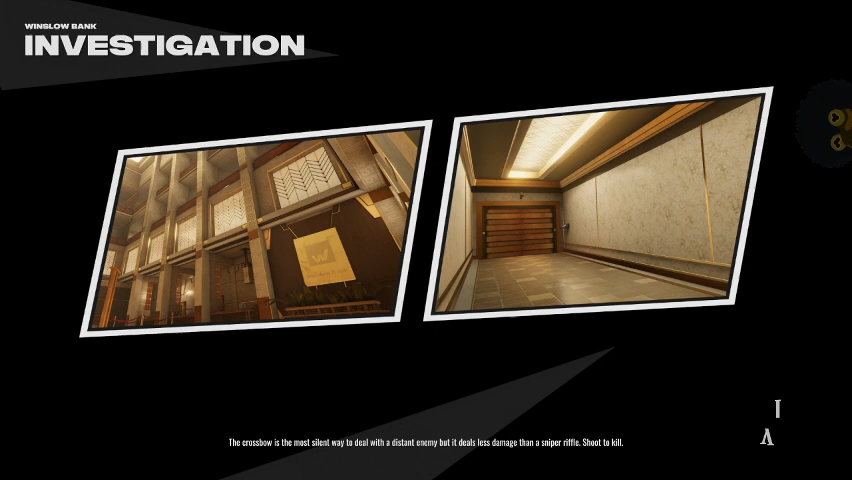 WINSLOW BANK
INVESTIGATION
W
The crossbow is the most silent way to deal with a distant enemy but it deals less damage than a sniper riffle. Shoot to kill.